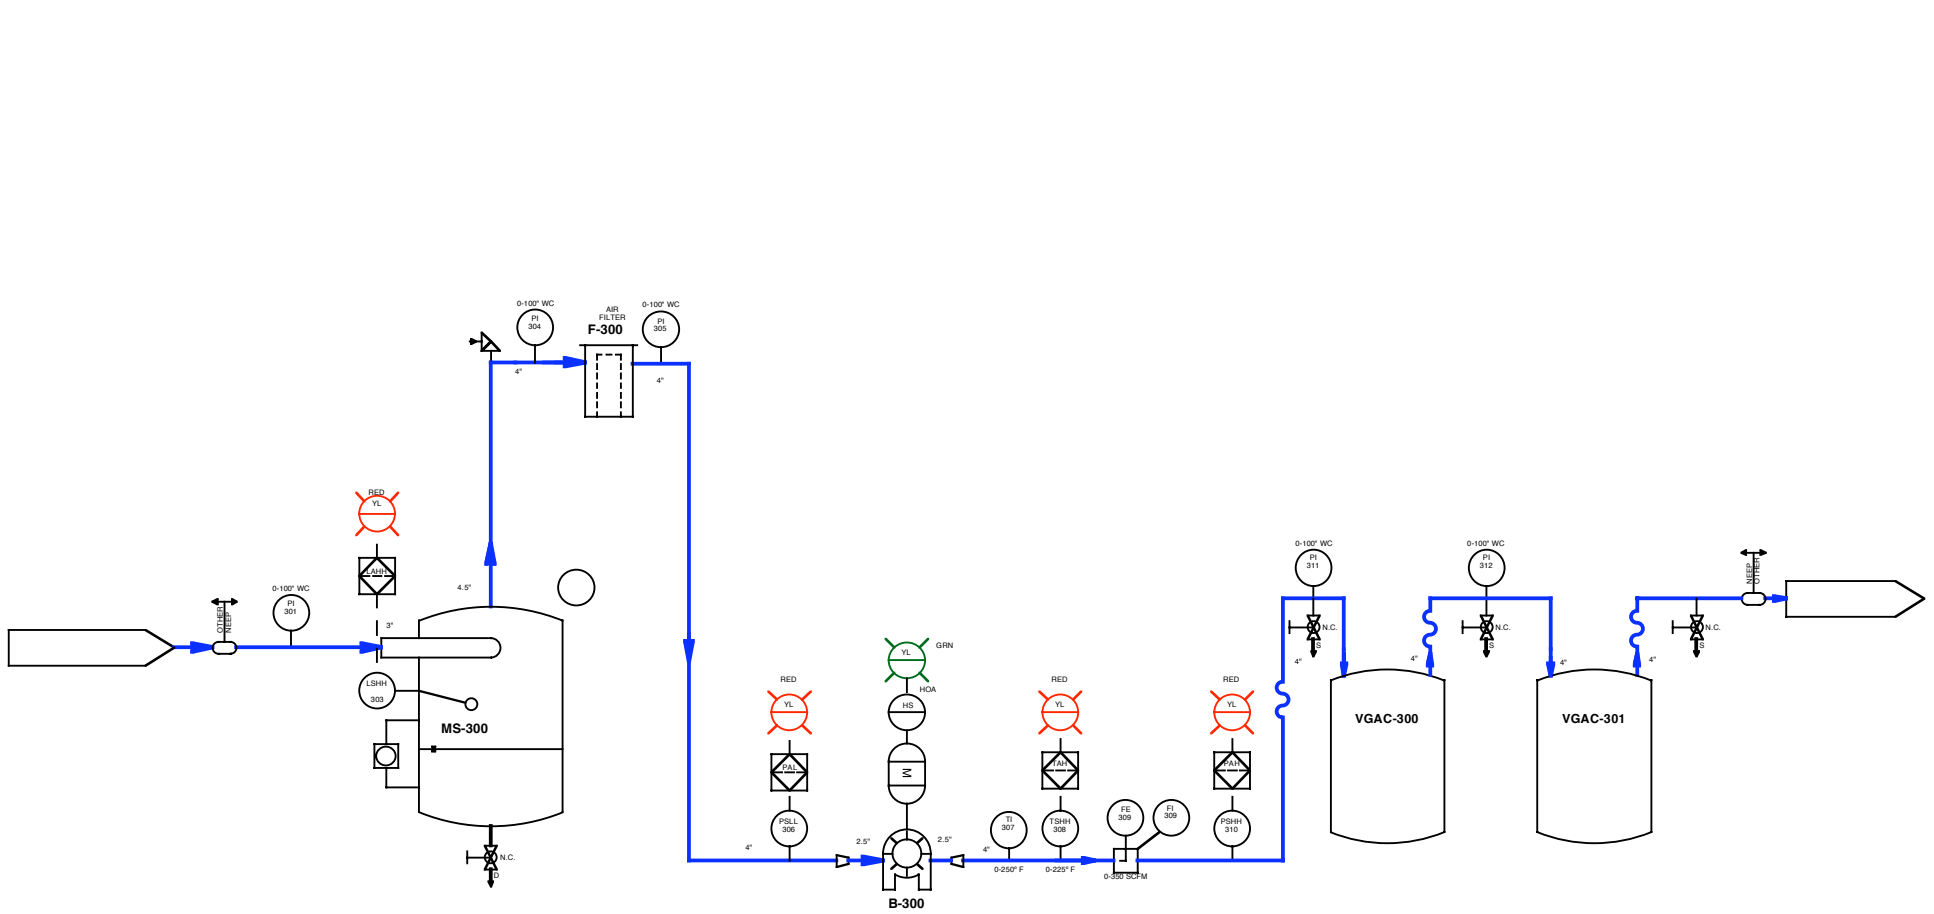 0-100" WC
PI
304
AIR
FILTER
F-300
0-100" WC
PI
305
4"
4"
RED
YL
LAHH
4.5"
0-100" WC
PI
301
OTHER
NEEP
3"
LSHH
303
MS-300
N.C.
D
RED
YL
PAL
PSLL
306
4"
2.5"
GRN
YL
HOA
HS
M
2.5"
B-300
4"
TI
307
0-250° F
RED
YL
TAH
TSHH
308
0-225° F
FE
309
FI
309
0-350 SCFM
RED
YL
PAH
PSHH
310
0-100" WC
PI
311
N.C.
S
4"
VGAC-300
4"
0-100" WC
PI
312
N.C.
S
4"
VGAC-301
4"
N.C.
S
NEEP
OTHER